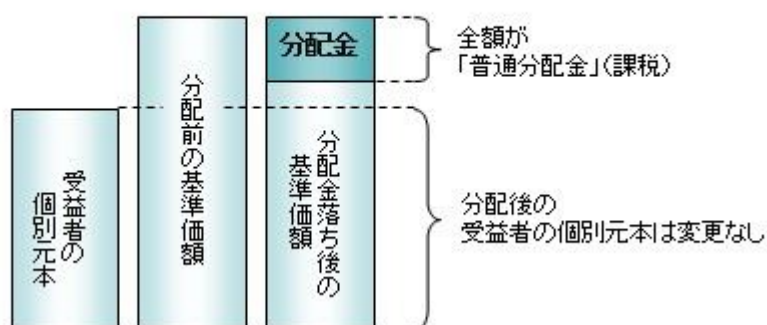 受益者の
個別元本
分配前の基準価額
分配金
分配金落ち後の
基準価額
全額が
「普通分配金」(課税)
分配後の
受益者の個別元本は変更なし